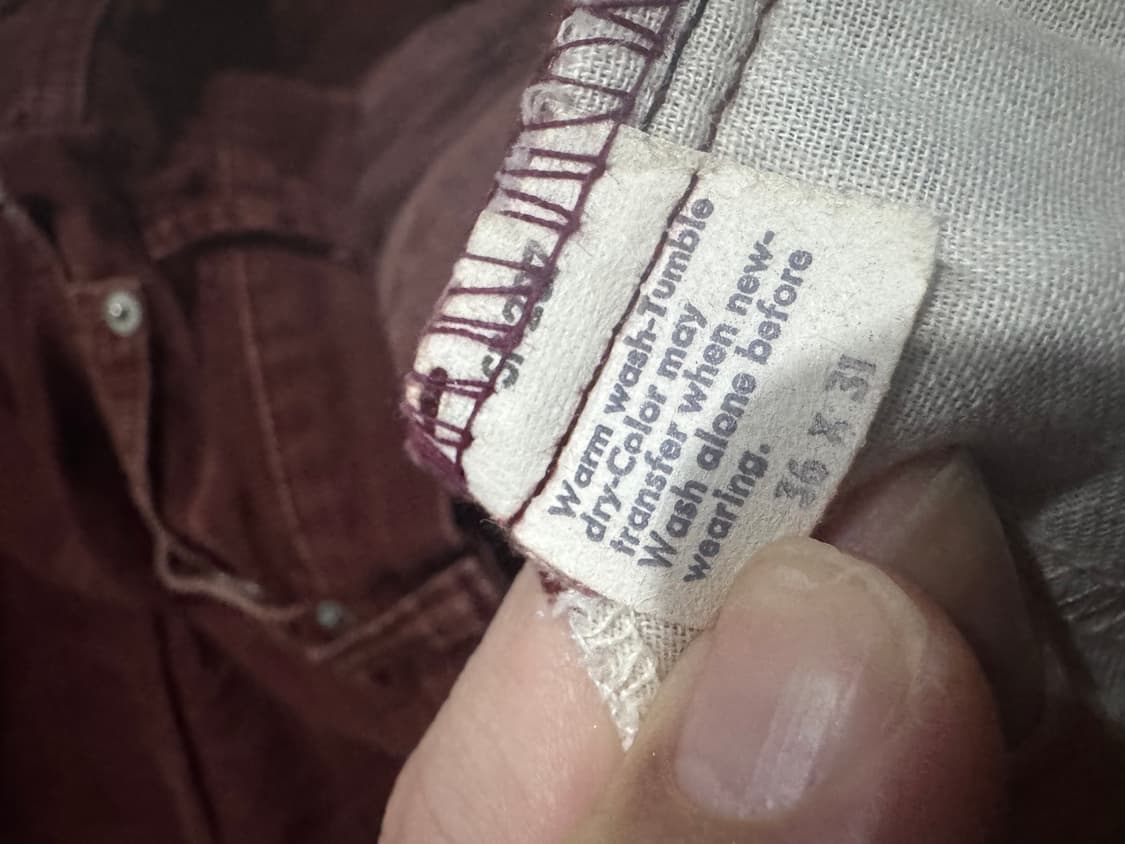 Warm wash-Tumble
dry-Color may
transfer when new-
Wash alone before
wearing.
36 X 31